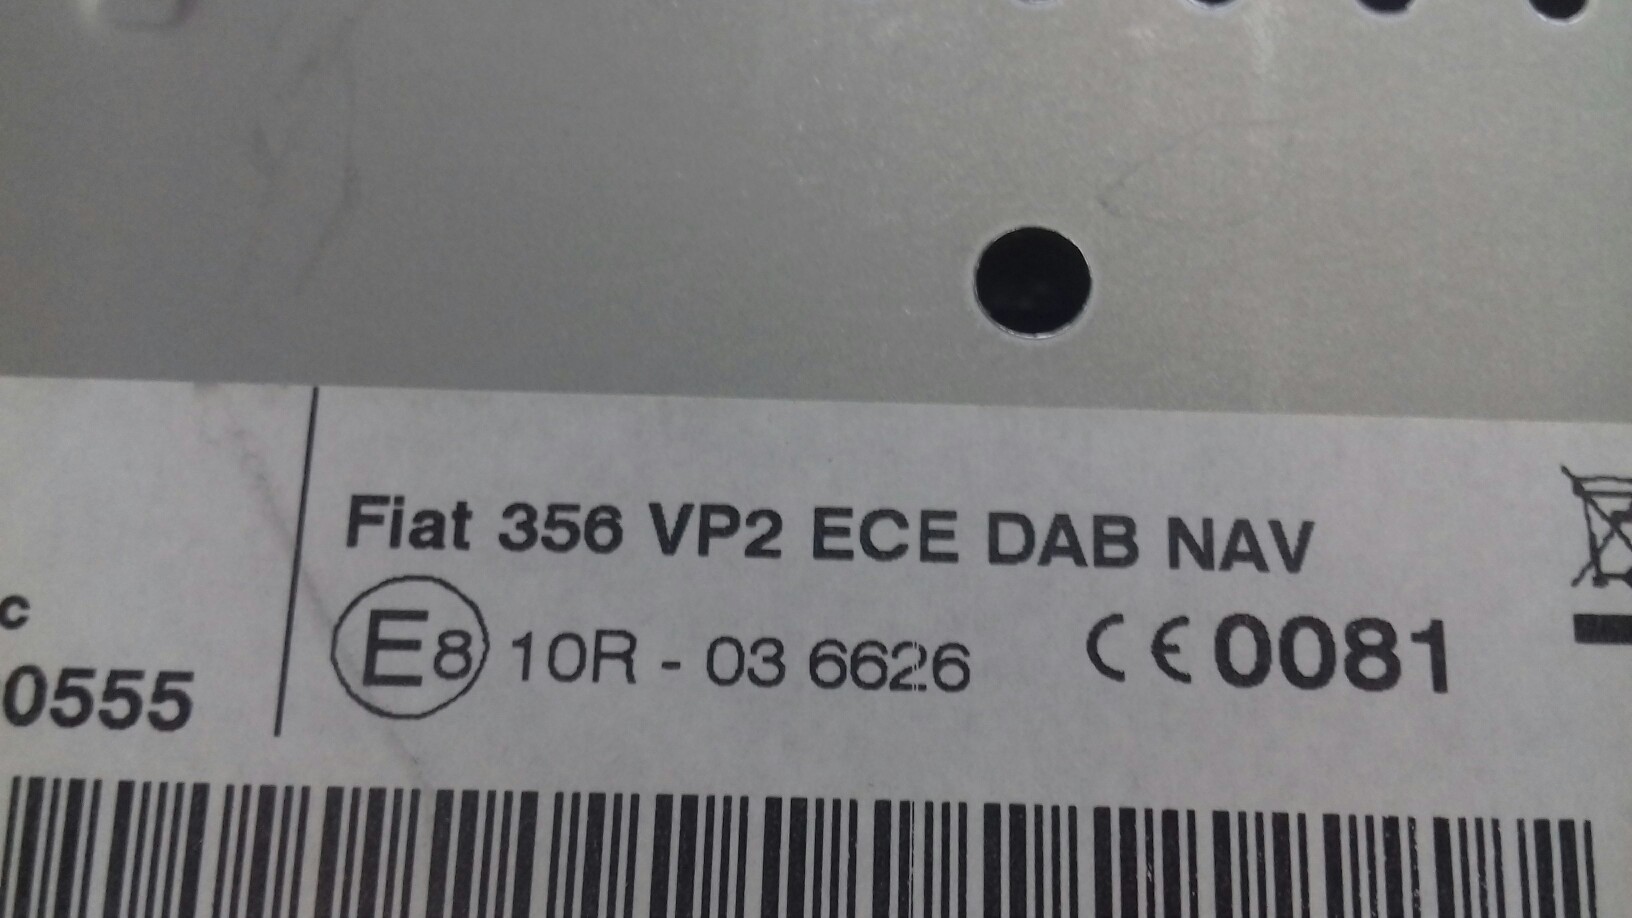 Fiat 356 VP2 ECE DAB NAV
c
E8 10R - 03 6626 CE 0081
0555